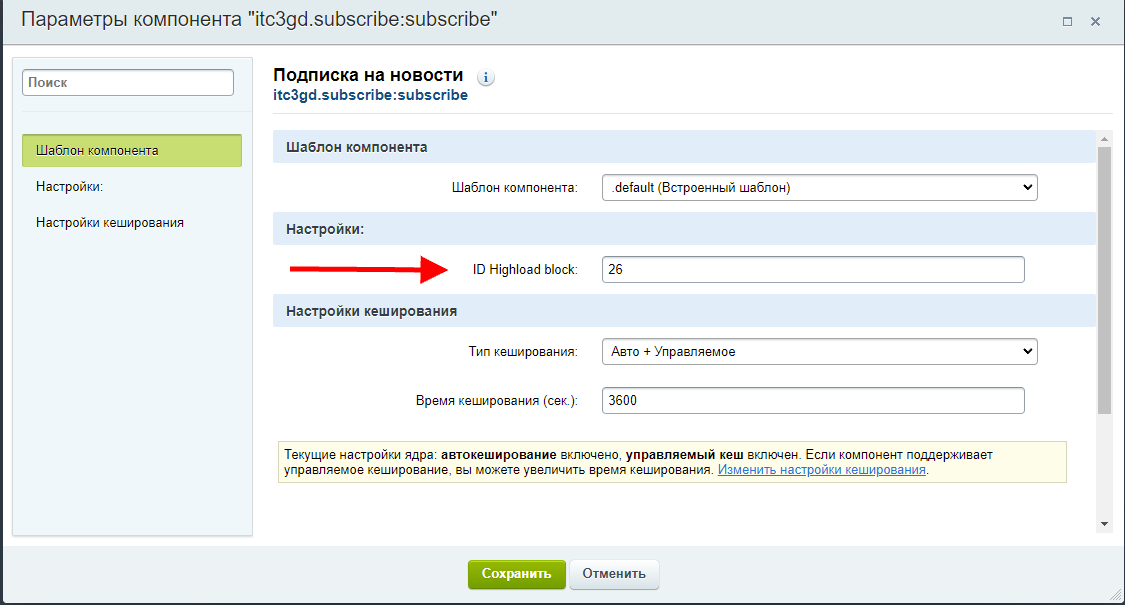 Параметры компонента "itc3gd.subscribe:subscribe"
Поиск
Шаблон компонента
Настройки:
Настройки кеширования
Подписка на новости
itc3gd.subscribe:subscribe
Шаблон компонента
Шаблон компонента: .default (Встроенный шаблон)
Настройки:
ID Highload block: 26
Настройки кеширования
Тип кеширования: Авто + Управляемое
Время кеширования (сек.): 3600
Текущие настройки ядра: автокеширование включено, управляемый кеш включен. Если компонент поддерживает
управляемое кеширование, вы можете увеличить время кеширования. Изменить настройки кеширования.
Сохранить Отменить